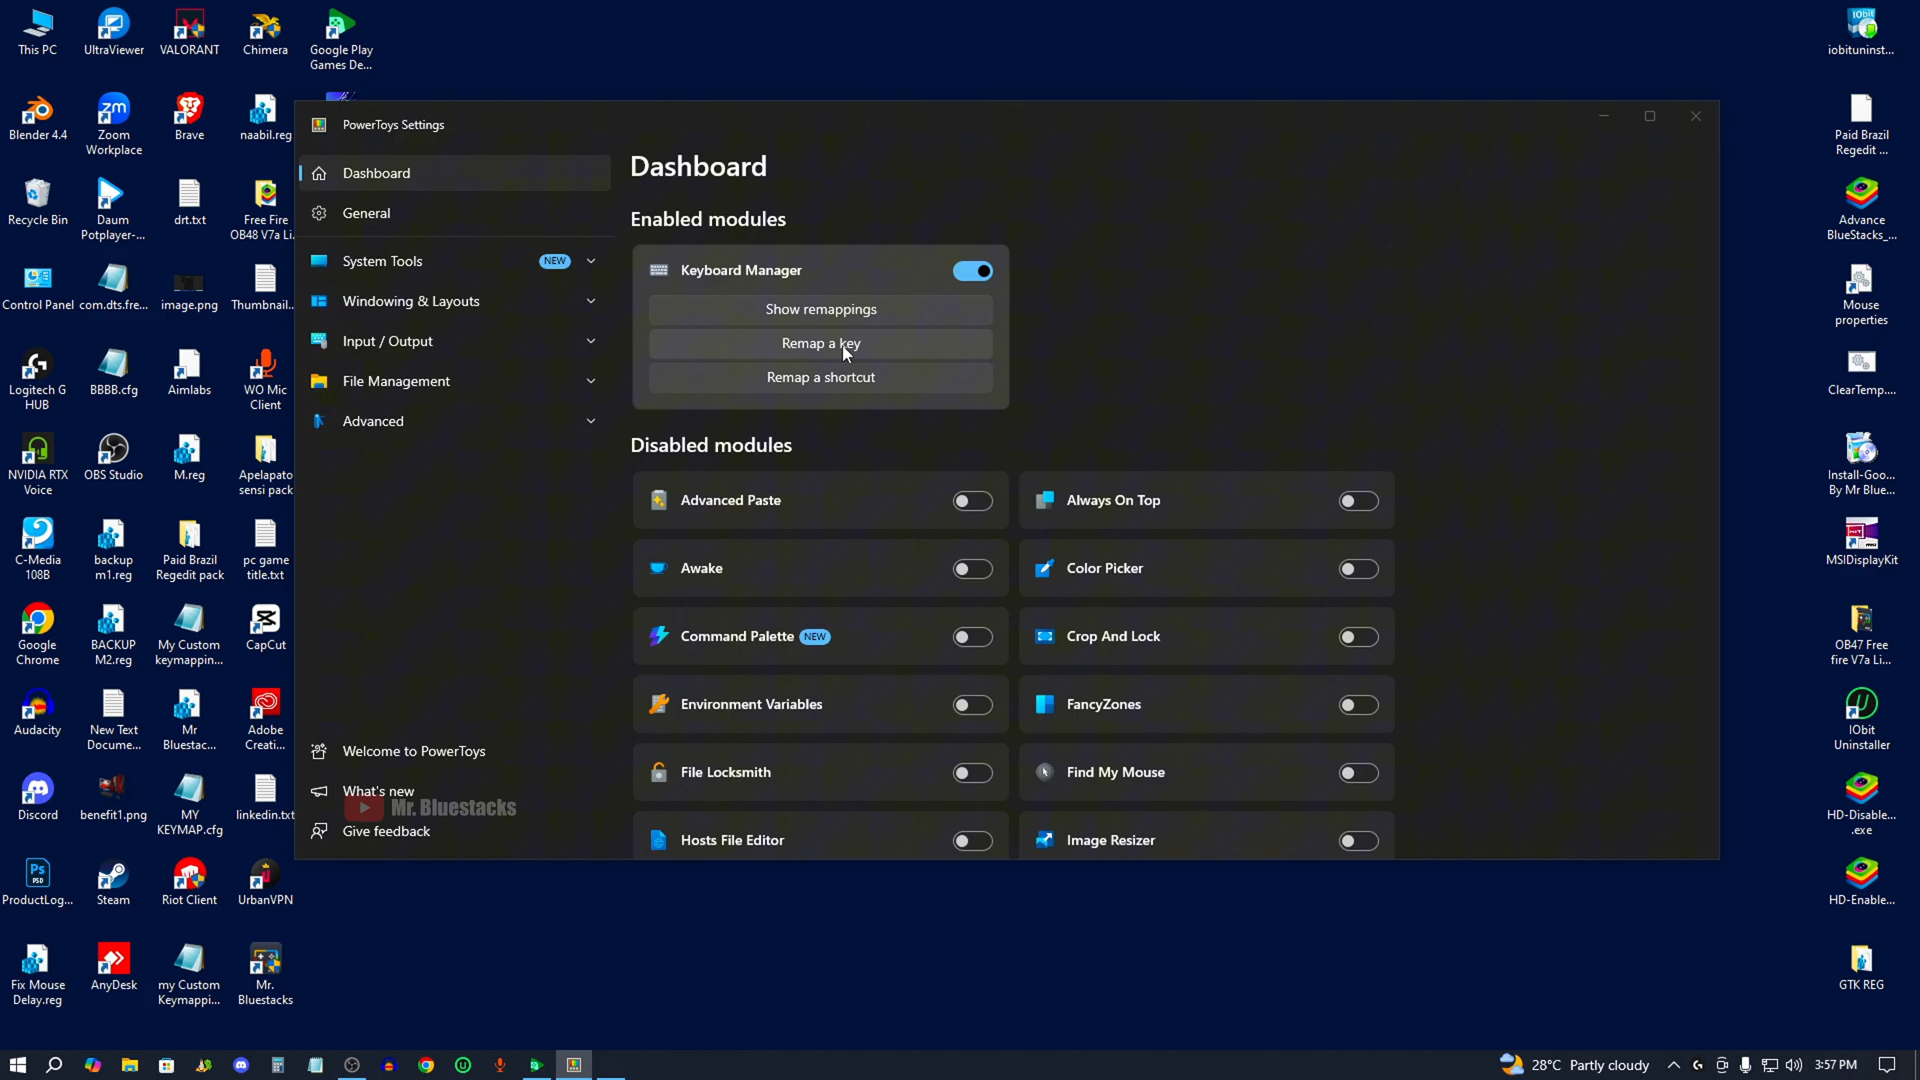 This PC
UltraViewer
VALORANT
Chimera
Google Play
Games De...
Blender 4.4
Zoom
Workplace
Brave
naabil.reg
Recycle Bin
Daum
Potplayer-...
drt.txt
Free Fire
OB48 V7a Li...
Control Panel
com.dts.fre...
image.png
Thumbnail...
Logitech G
HUB
BBBB.cfg
Aimlabs
WO Mic
Client
NVIDIA RTX
Voice
OBS Studio
M.reg
Apelapato
sensi pack
C-Media
108B
backup
m1.reg
Paid Brazil
Regedit pack
pc game
title.txt
Google
Chrome
BACKUP
M2.reg
My Custom
keymappin...
CapCut
Audacity
New Text
Docume...
Mr
Bluestac...
Adobe
Creati...
Discord
benefit1.png
MY
KEYMAP.cfg
linkedin.txt
ProductLog...
Steam
Riot Client
UrbanVPN
Fix Mouse
Delay.reg
AnyDesk
my Custom
Keymappi...
Mr.
Bluestacks
PowerToys Settings
Dashboard
General
System Tools NEW
Windowing & Layouts
Input / Output
File Management
Advanced
Welcome to PowerToys
What's new
Mr. Bluestacks
Give feedback
Dashboard
Enabled modules
Keyboard Manager
Show remappings
Remap a key
Remap a shortcut
Disabled modules
Advanced Paste
Always On Top
Awake
Color Picker
Command Palette NEW
Crop And Lock
Environment Variables
FancyZones
File Locksmith
Find My Mouse
Hosts File Editor
Image Resizer
iobituninst...
Paid Brazil
Regedit ...
Advance
BlueStacks_...
Mouse
properties
ClearTemp....
Install-Goo...
By Mr Blue...
MSIDisplayKit
OB47 Free
fire V7a Li...
IObit
Uninstaller
HD-Disable...
.exe
HD-Enable...
GTK REG
28°C Partly cloudy
3:57 PM